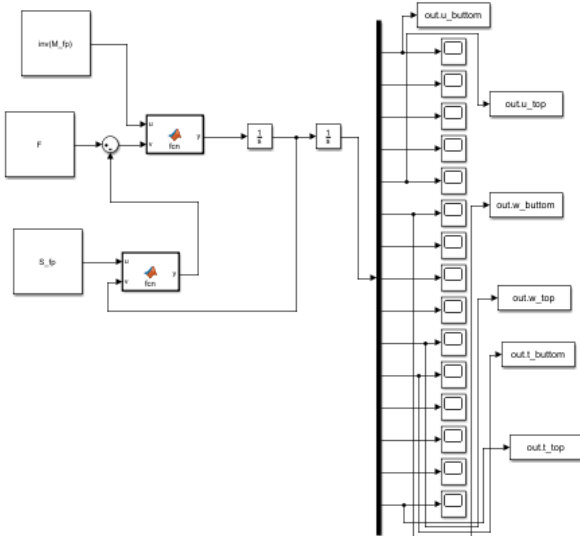 out.u_buttom
inv(M_fp)
out.u_top
u
v
y
fcn
F
+
-
1
s
1
s
out.w_buttom
S_fp
u
v
y
fcn
out.w_top
out.t_buttom
out.t_top